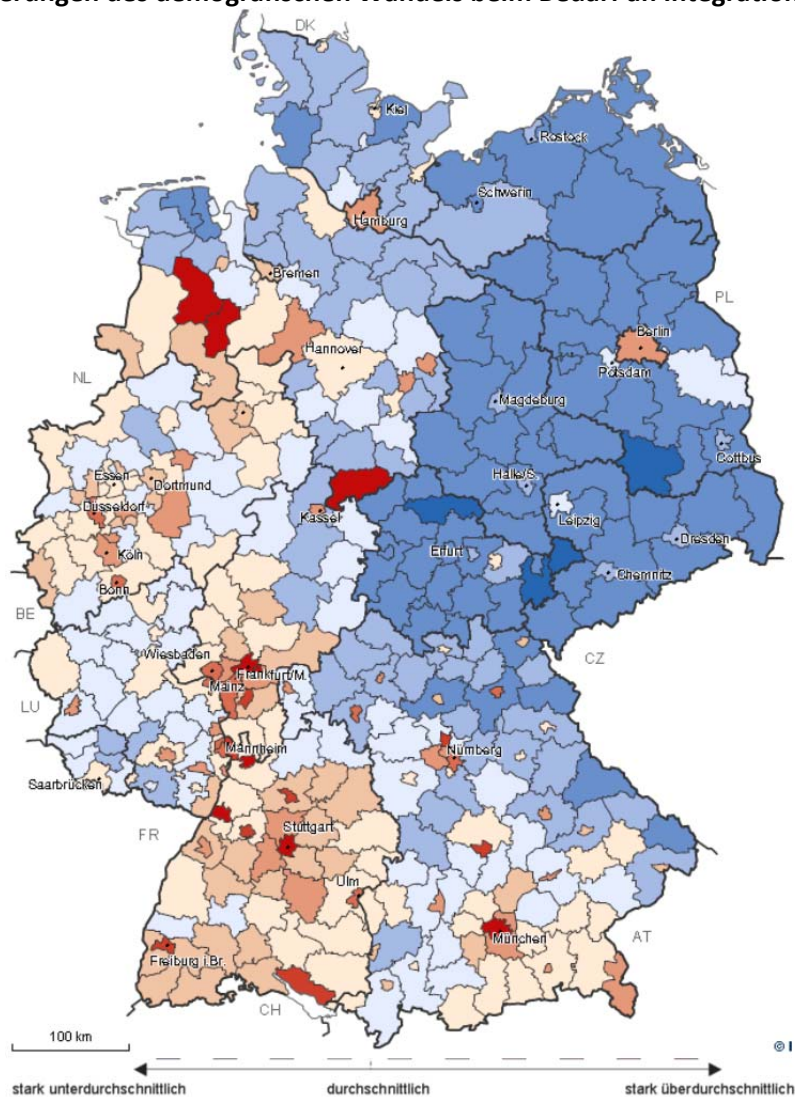 erungen des demografischen Wandels beim Bedarf an Integration
DK
Kiel
Rostock
Schwerin
Hamburg
Bremen
PL
Berlin
Hannover
Potsdam
NL
Magdeburg
Cottbus
Essen
Dortmund
Halle/S.
Düsseldorf
Leipzig
Kassel
Köln
Erfurt
Dresden
Chemnitz
Bonn
BE
Wiesbaden
CZ
Frankfurt/M.
Mainz
LU
Mannheim
Nürnberg
Saarbrücken
FR
Stuttgart
Ulm
München
AT
Freiburg i.Br.
CH
100 km
© I
stark unterdurchschnittlich durchschnittlich stark überdurchschnittlich